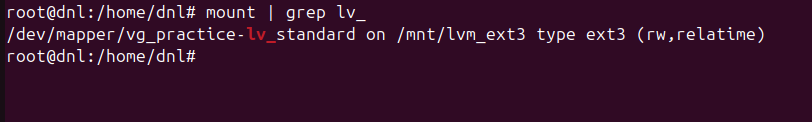 root@dnl:/home/dnl# mount | grep lv_
/dev/mapper/vg_practice-lv_standard on /mnt/lvm_ext3 type ext3 (rw,relatime)
root@dnl:/home/dnl#